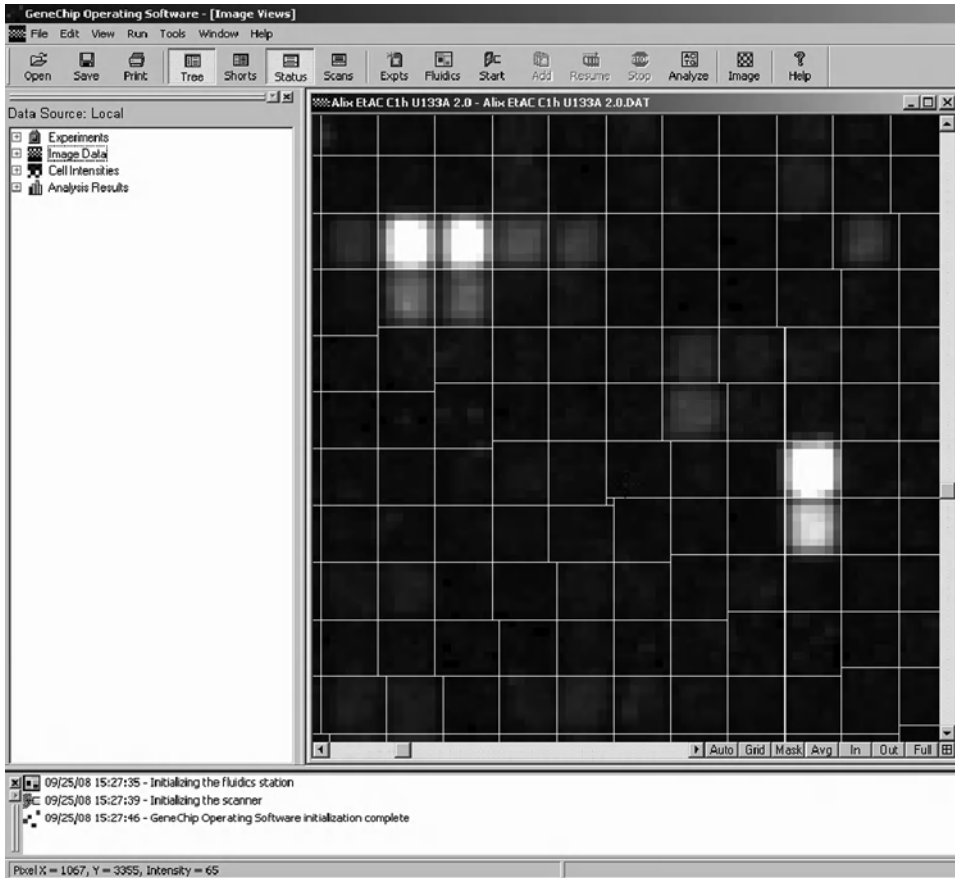 GeneChip Operating Software - [Image Views]
File Edit View Run Tools Window Help
Open Save Print Tree Shorts Status Scans Expts Fluidics Start Add Resume Stop Analyze Image Help
Data Source: Local
Experiments
Image Data
Cell Intensities
Analysis Results
Alix EtAC C1h U133A 2.0 - Alix EtAC C1h U133A 2.0.DAT
Auto Grid Mask Avg In Out Full
09/25/08 15:27:35 - Initializing the fluidics station
09/25/08 15:27:39 - Initializing the scanner
09/25/08 15:27:46 - GeneChip Operating Software initialization complete
Pixel X = 1067, Y = 3355, Intensity = 65